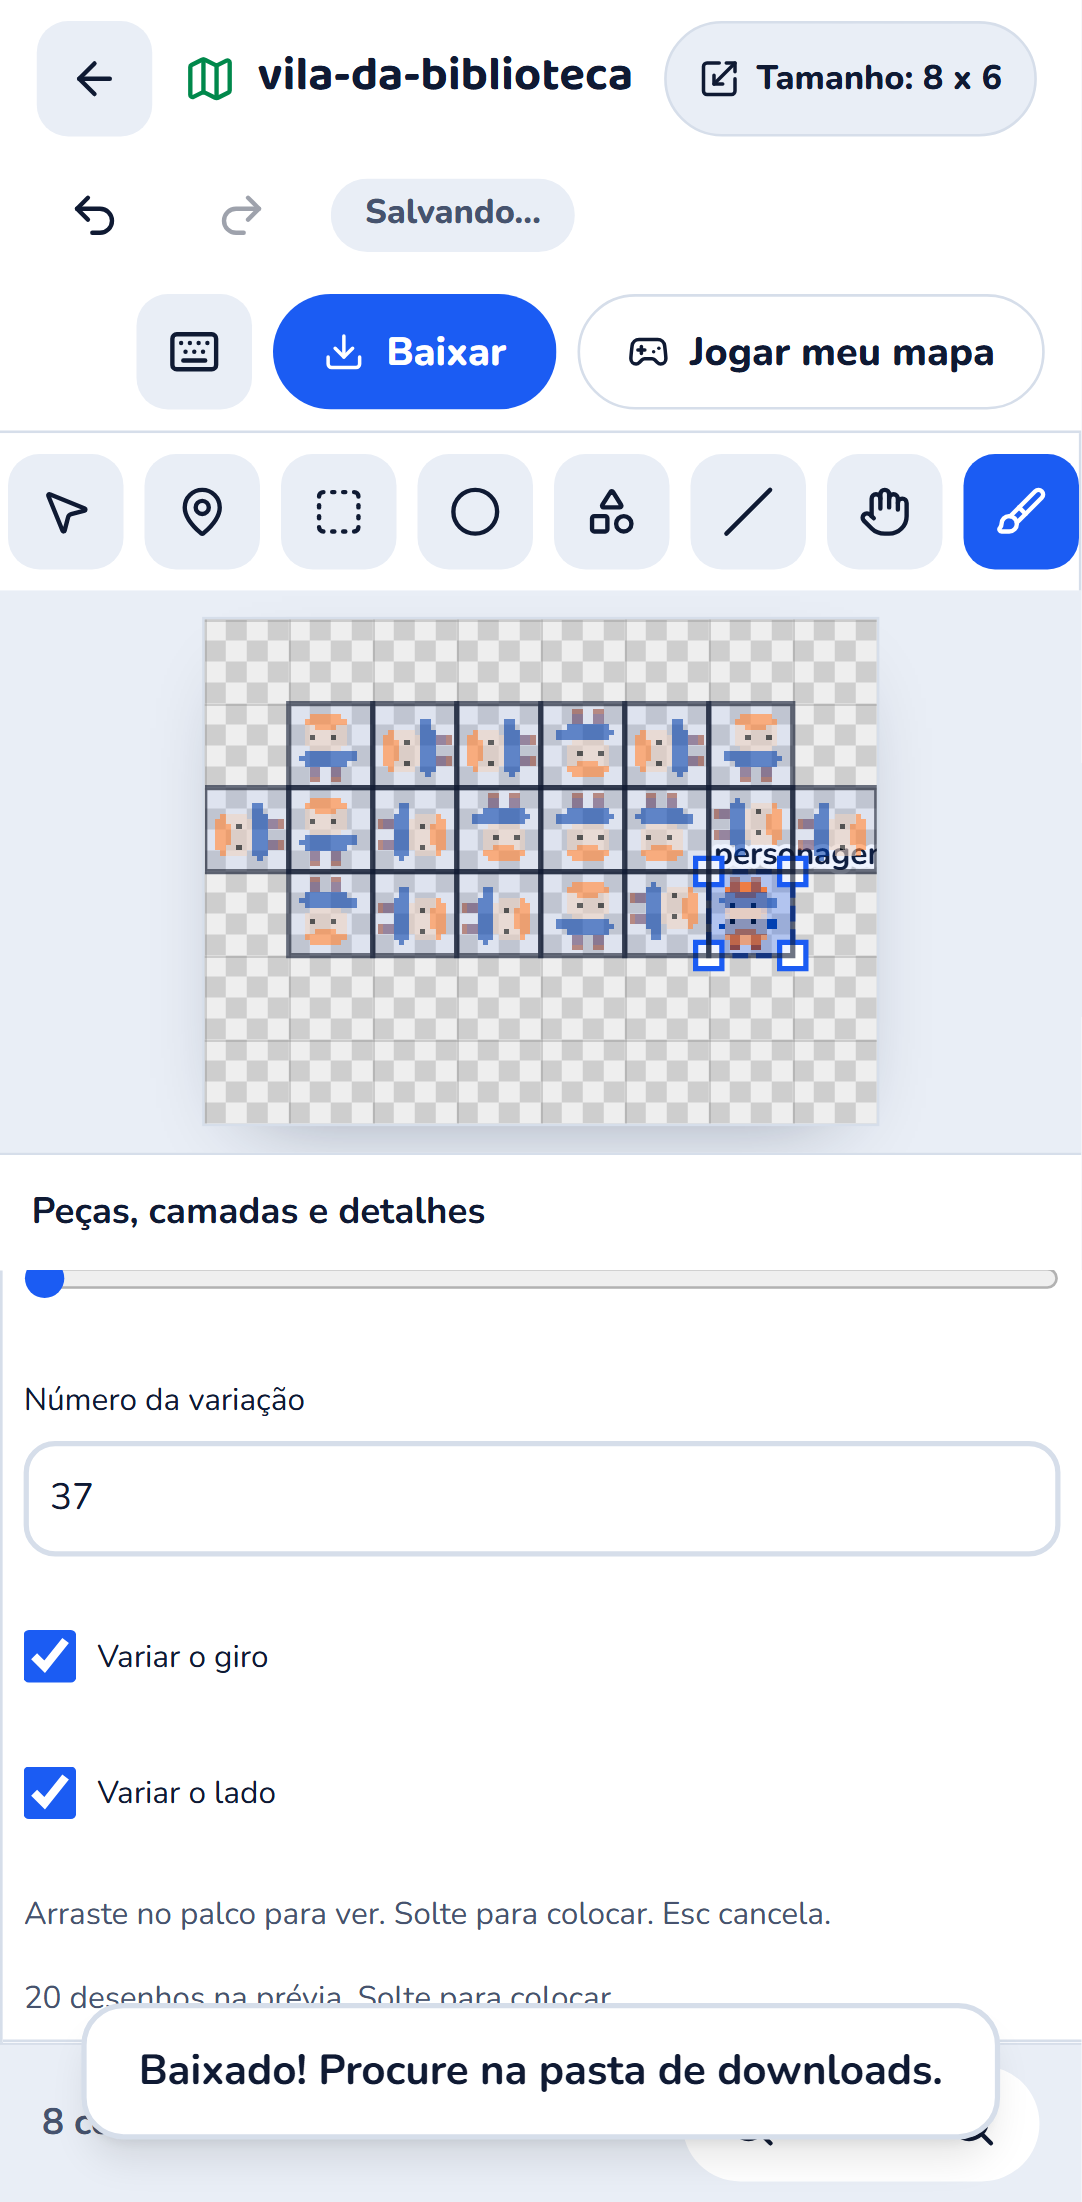 vila-da-biblioteca
Tamanho: 8 x 6
Salvando...
Baixar
Jogar meu mapa
Peças, camadas e detalhes
Número da variação
37
Variar o giro
Variar o lado
Arraste no palco para ver. Solte para colocar. Esc cancela.
20 desenhos na prévia. Solte para colocar.
Baixado! Procure na pasta de downloads.
8